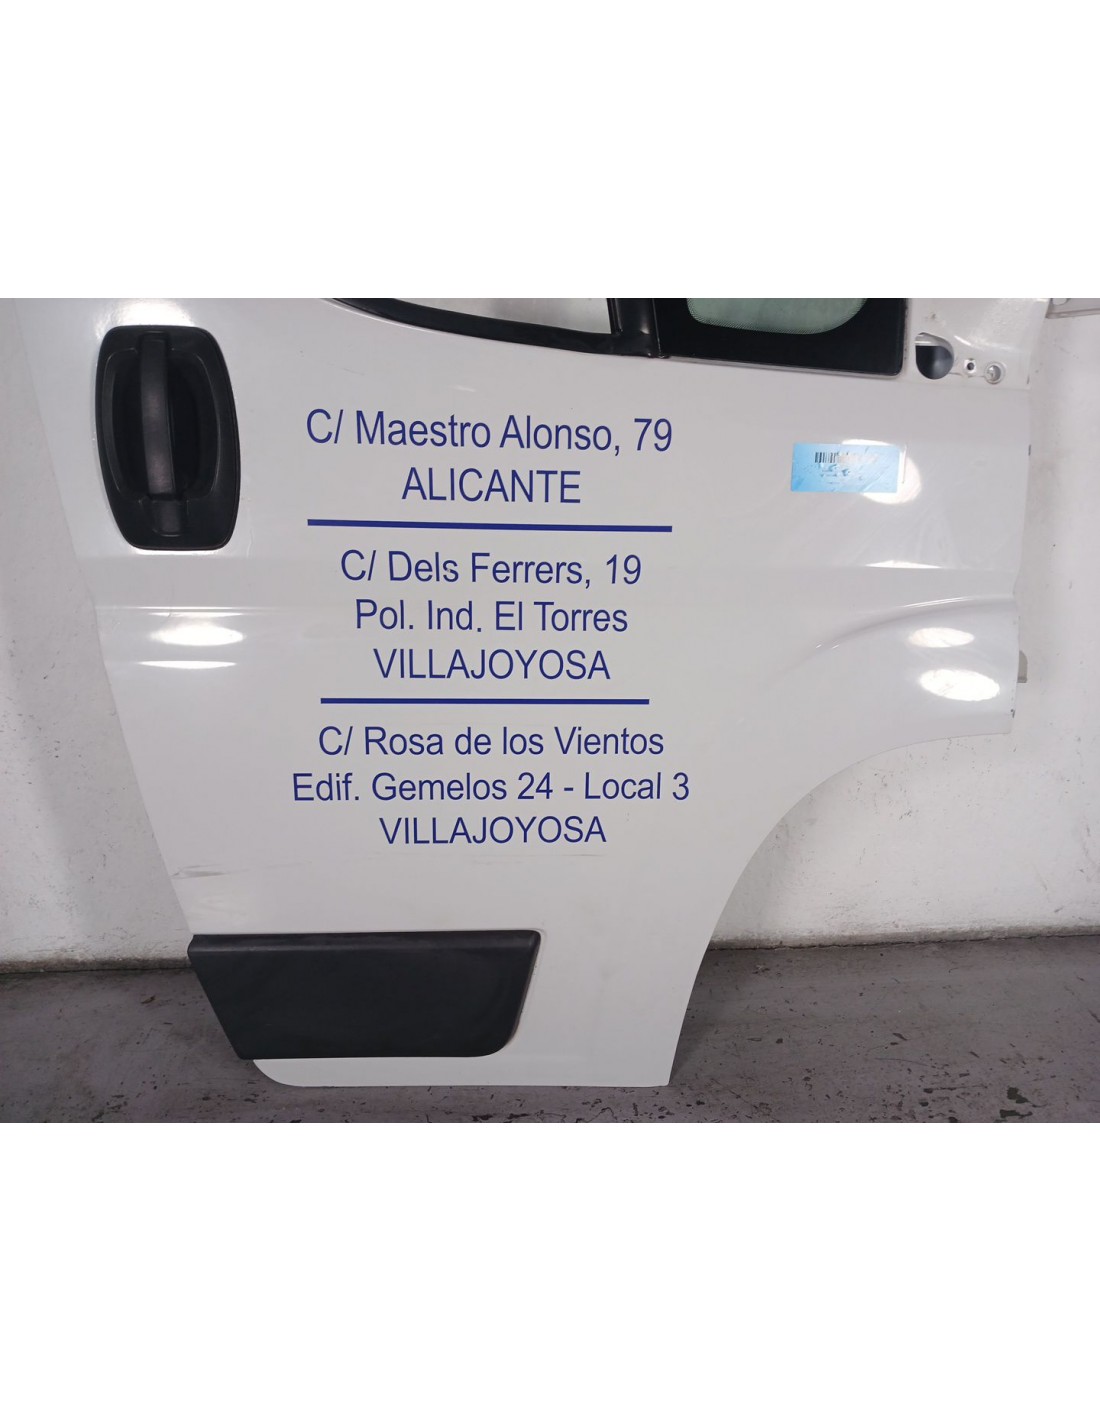 C/ Maestro Alonso, 79
ALICANTE
C/ Dels Ferrers, 19
Pol. Ind. El Torres
VILLAJOYOSA
C/ Rosa de los Vientos
Edif. Gemelos 24 - Local 3
VILLAJOYOSA